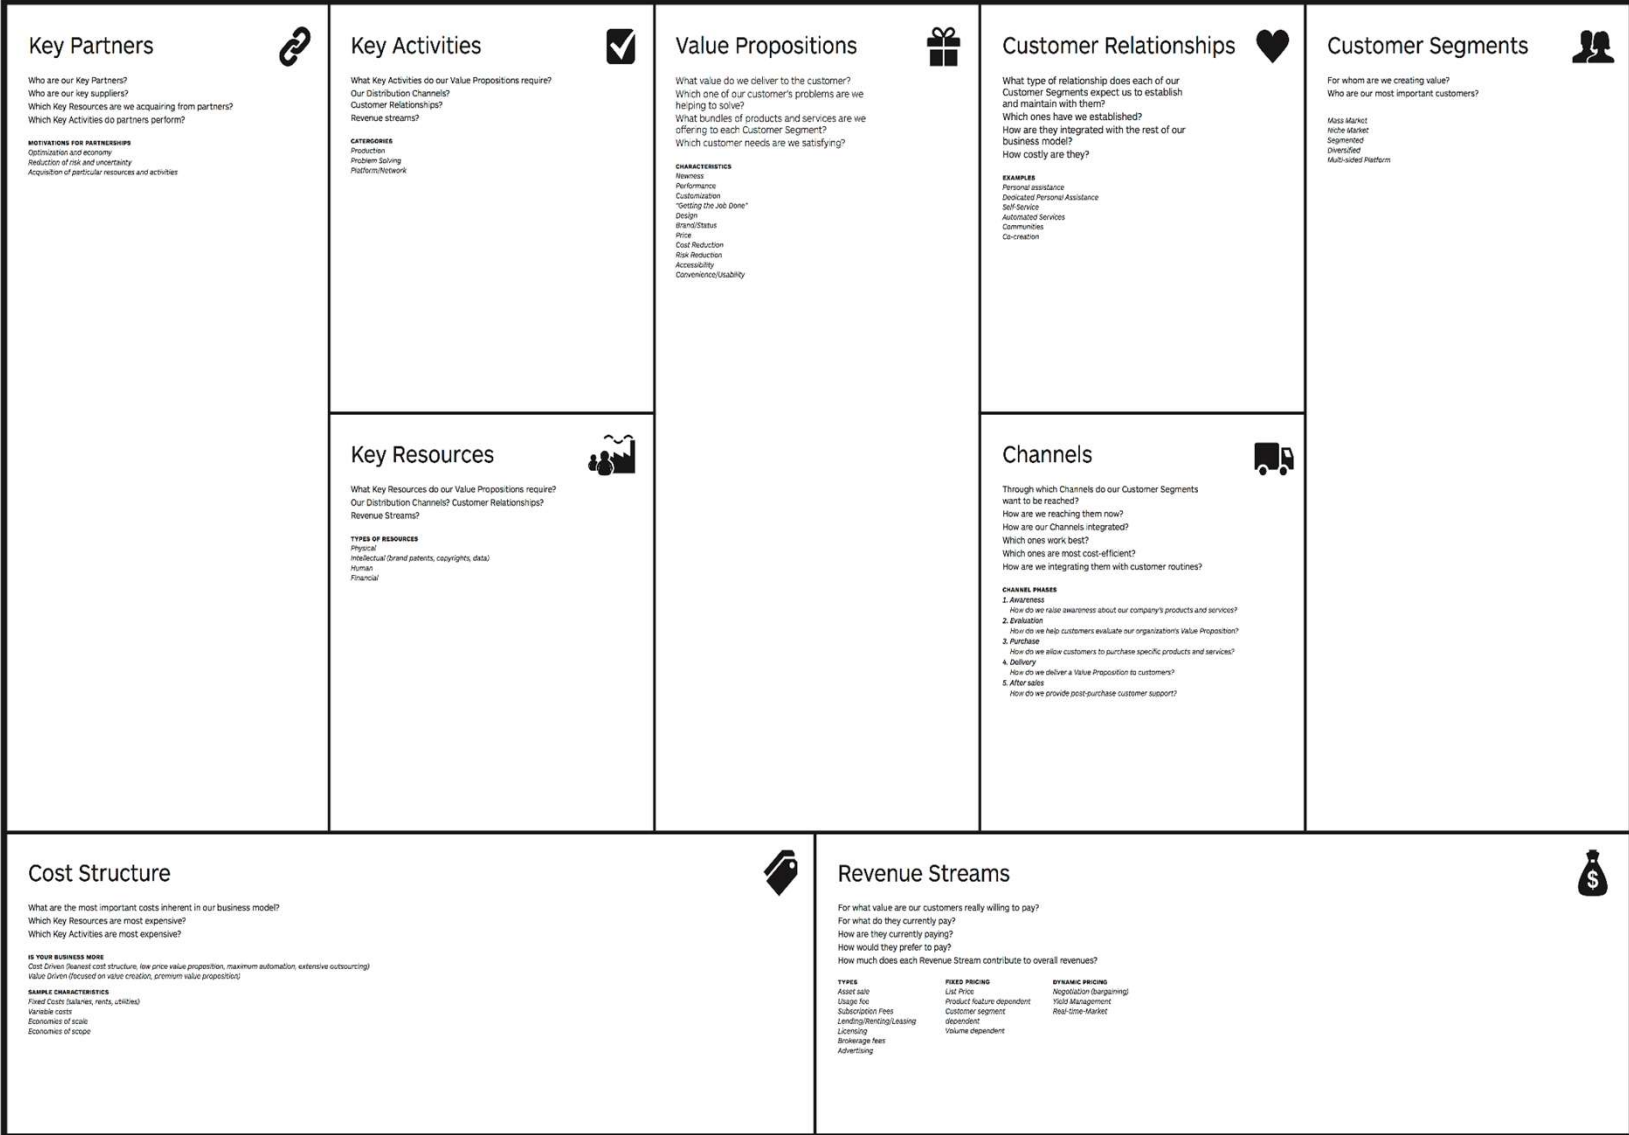 Key Partners
Who are our Key Partners?
Who are our key suppliers?
Which Key Resources are we acquairing from partners?
Which Key Activities do partners perform?
MOTIVATIONS FOR PARTNERSHIPS
Optimization and economy
Reduction of risk and uncertainty
Acquisition of particular resources and activities
Key Activities
What Key Activities do our Value Propositions require?
Our Distribution Channels?
Customer Relationships?
Revenue streams?
CATERGORIES
Production
Problem Solving
Platform/Network
Key Resources
What Key Resources do our Value Propositions require?
Our Distribution Channels? Customer Relationships?
Revenue Streams?
TYPES OF RESOURCES
Physical
Intellectual (brand patents, copyrights, data)
Human
Financial
Value Propositions
What value do we deliver to the customer?
Which one of our customer's problems are we
helping to solve?
What bundles of products and services are we
offering to each Customer Segment?
Which customer needs are we satisfying?
CHARACTERISTICS
Newness
Performance
Customization
"Getting the Job Done"
Design
Brand/Status
Price
Cost Reduction
Risk Reduction
Accessibility
Convenience/Usability
Customer Relationships
What type of relationship does each of our
Customer Segments expect us to establish
and maintain with them?
Which ones have we established?
How are they integrated with the rest of our
business model?
How costly are they?
EXAMPLES
Personal assistance
Dedicated Personal Assistance
Self-Service
Automated Services
Communities
Co-creation
Channels
Through which Channels do our Customer Segments
want to be reached?
How are we reaching them now?
How are our Channels integrated?
Which ones work best?
Which ones are most cost-efficient?
How are we integrating them with customer routines?
CHANNEL PHASES
1. Awareness
How do we raise awareness about our company's products and services?
2. Evaluation
How do we help customers evaluate our organization's Value Proposition?
3. Purchase
How do we allow customers to purchase specific products and services?
4. Delivery
How do we deliver a Value Proposition to customers?
5. After sales
How do we provide post-purchase customer support?
Customer Segments
For whom are we creating value?
Who are our most important customers?
Mass Market
Niche Market
Segmented
Diversified
Multi-sided Platform
Cost Structure
What are the most important costs inherent in our business model?
Which Key Resources are most expensive?
Which Key Activities are most expensive?
IS YOUR BUSINESS MORE
Cost Driven (leanest cost structure, low price value proposition, maximum automation, extensive outsourcing)
Value Driven (focused on value creation, premium value proposition)
SAMPLE CHARACTERISTICS
Fixed Costs (salaries, rents, utilities)
Variable costs
Economies of scale
Economies of scope
Revenue Streams
For what value are our customers really willing to pay?
For what do they currently pay?
How are they currently paying?
How would they prefer to pay?
How much does each Revenue Stream contribute to overall revenues?
TYPES
Asset sale
Usage fee
Subscription Fees
Lending/Renting/Leasing
Licensing
Brokerage fees
Advertising
FIXED PRICING
List Price
Product feature dependent
Customer segment
dependent
Volume dependent
DYNAMIC PRICING
Negotiation (bargaining)
Yield Management
Real-time-Market
$